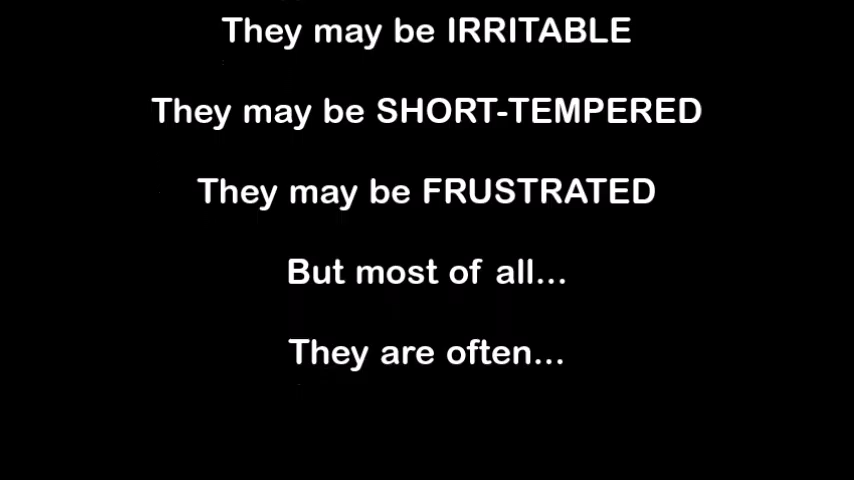 They may be IRRITABLE
They may be SHORT-TEMPERED
They may be FRUSTRATED
But most of all...
They are often...